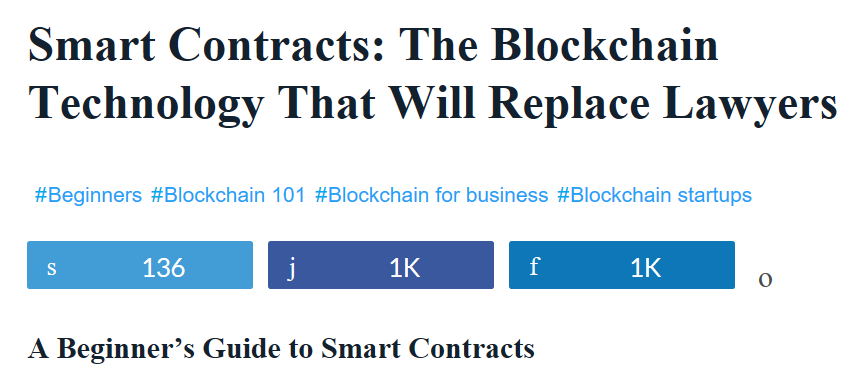 Smart Contracts: The Blockchain
Technology That Will Replace Lawyers
#Beginners #Blockchain 101 #Blockchain for business #Blockchain startups
s 136 j 1K f 1K o
A Beginner’s Guide to Smart Contracts